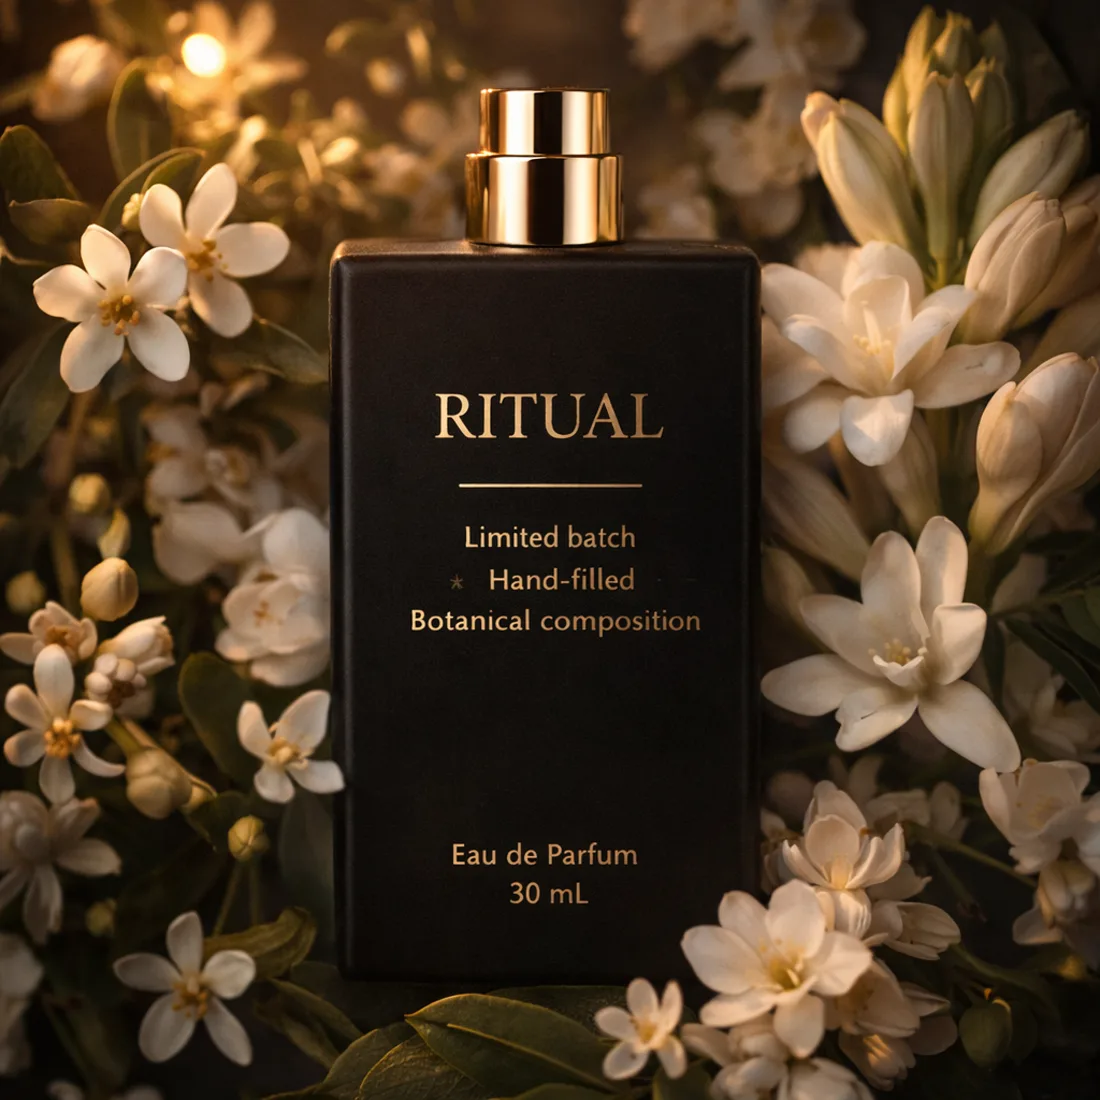 RITUAL
Limited batch
* Hand-filled
Botanical composition
Eau de Parfum
30 mL